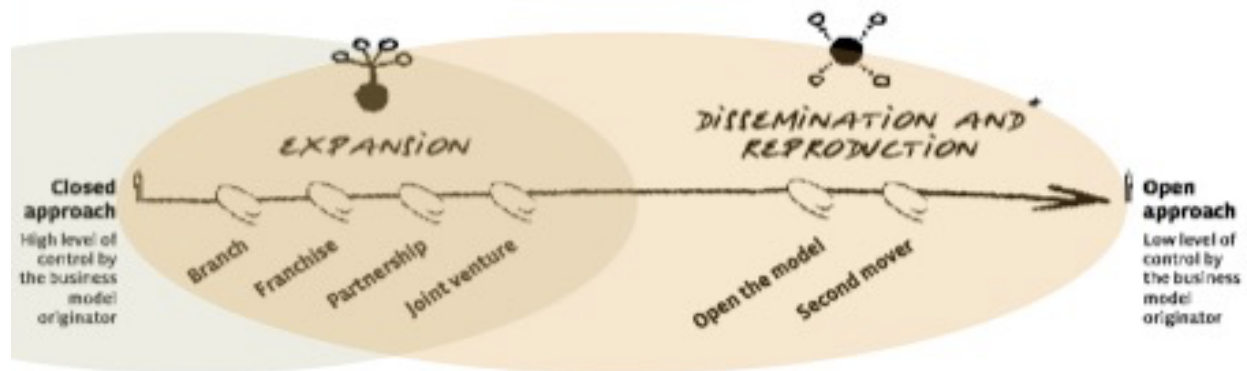 EXPANSION
DISSEMINATION AND
REPRODUCTION
Closed
approach
High level of
control by
the business
model
originator
Branch
Franchise
Partnership
Joint venture
Open the model
Second mover
Open
approach
Low level of
control by
the business
model
originator